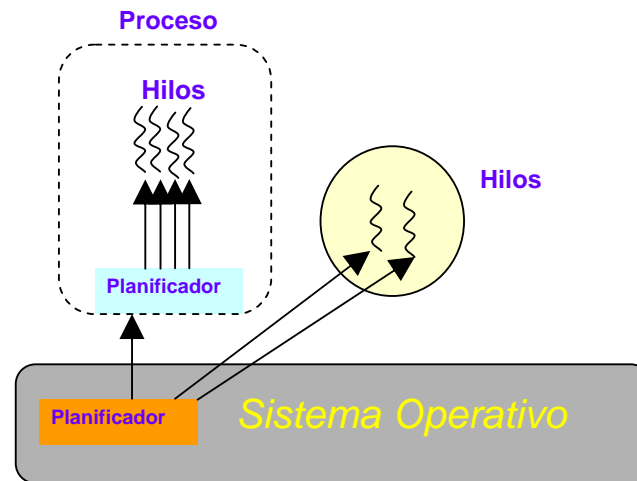 Proceso
Hilos
Hilos
Planificador
Planificador
Sistema Operativo